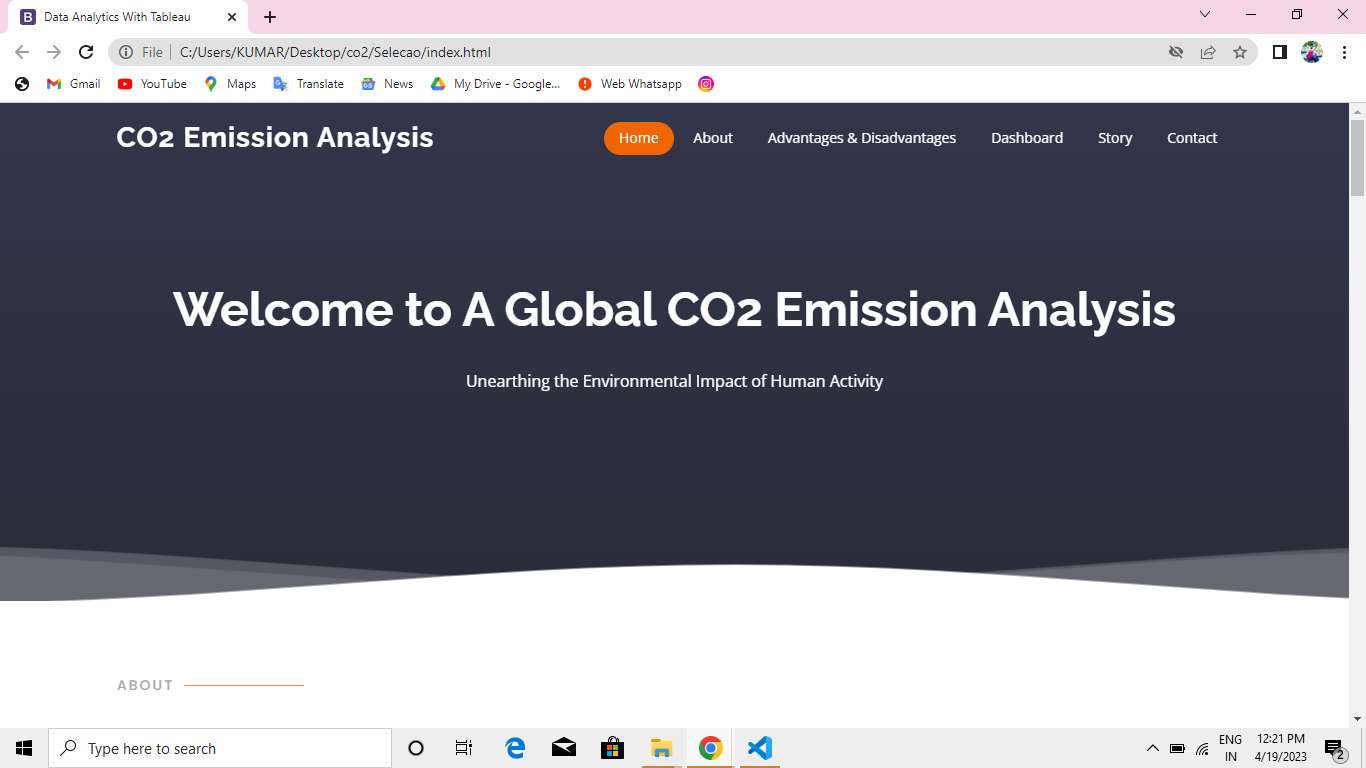 Data Analytics With Tableau
File | C:/Users/KUMAR/Desktop/co2/Selecao/index.html
Gmail YouTube Maps Translate News My Drive - Google... Web Whatsapp
CO2 Emission Analysis Home About Advantages & Disadvantages Dashboard Story Contact
Welcome to A Global CO2 Emission Analysis
Unearthing the Environmental Impact of Human Activity
ABOUT
Type here to search
ENG 12:21 PM
IN 4/19/2023 2